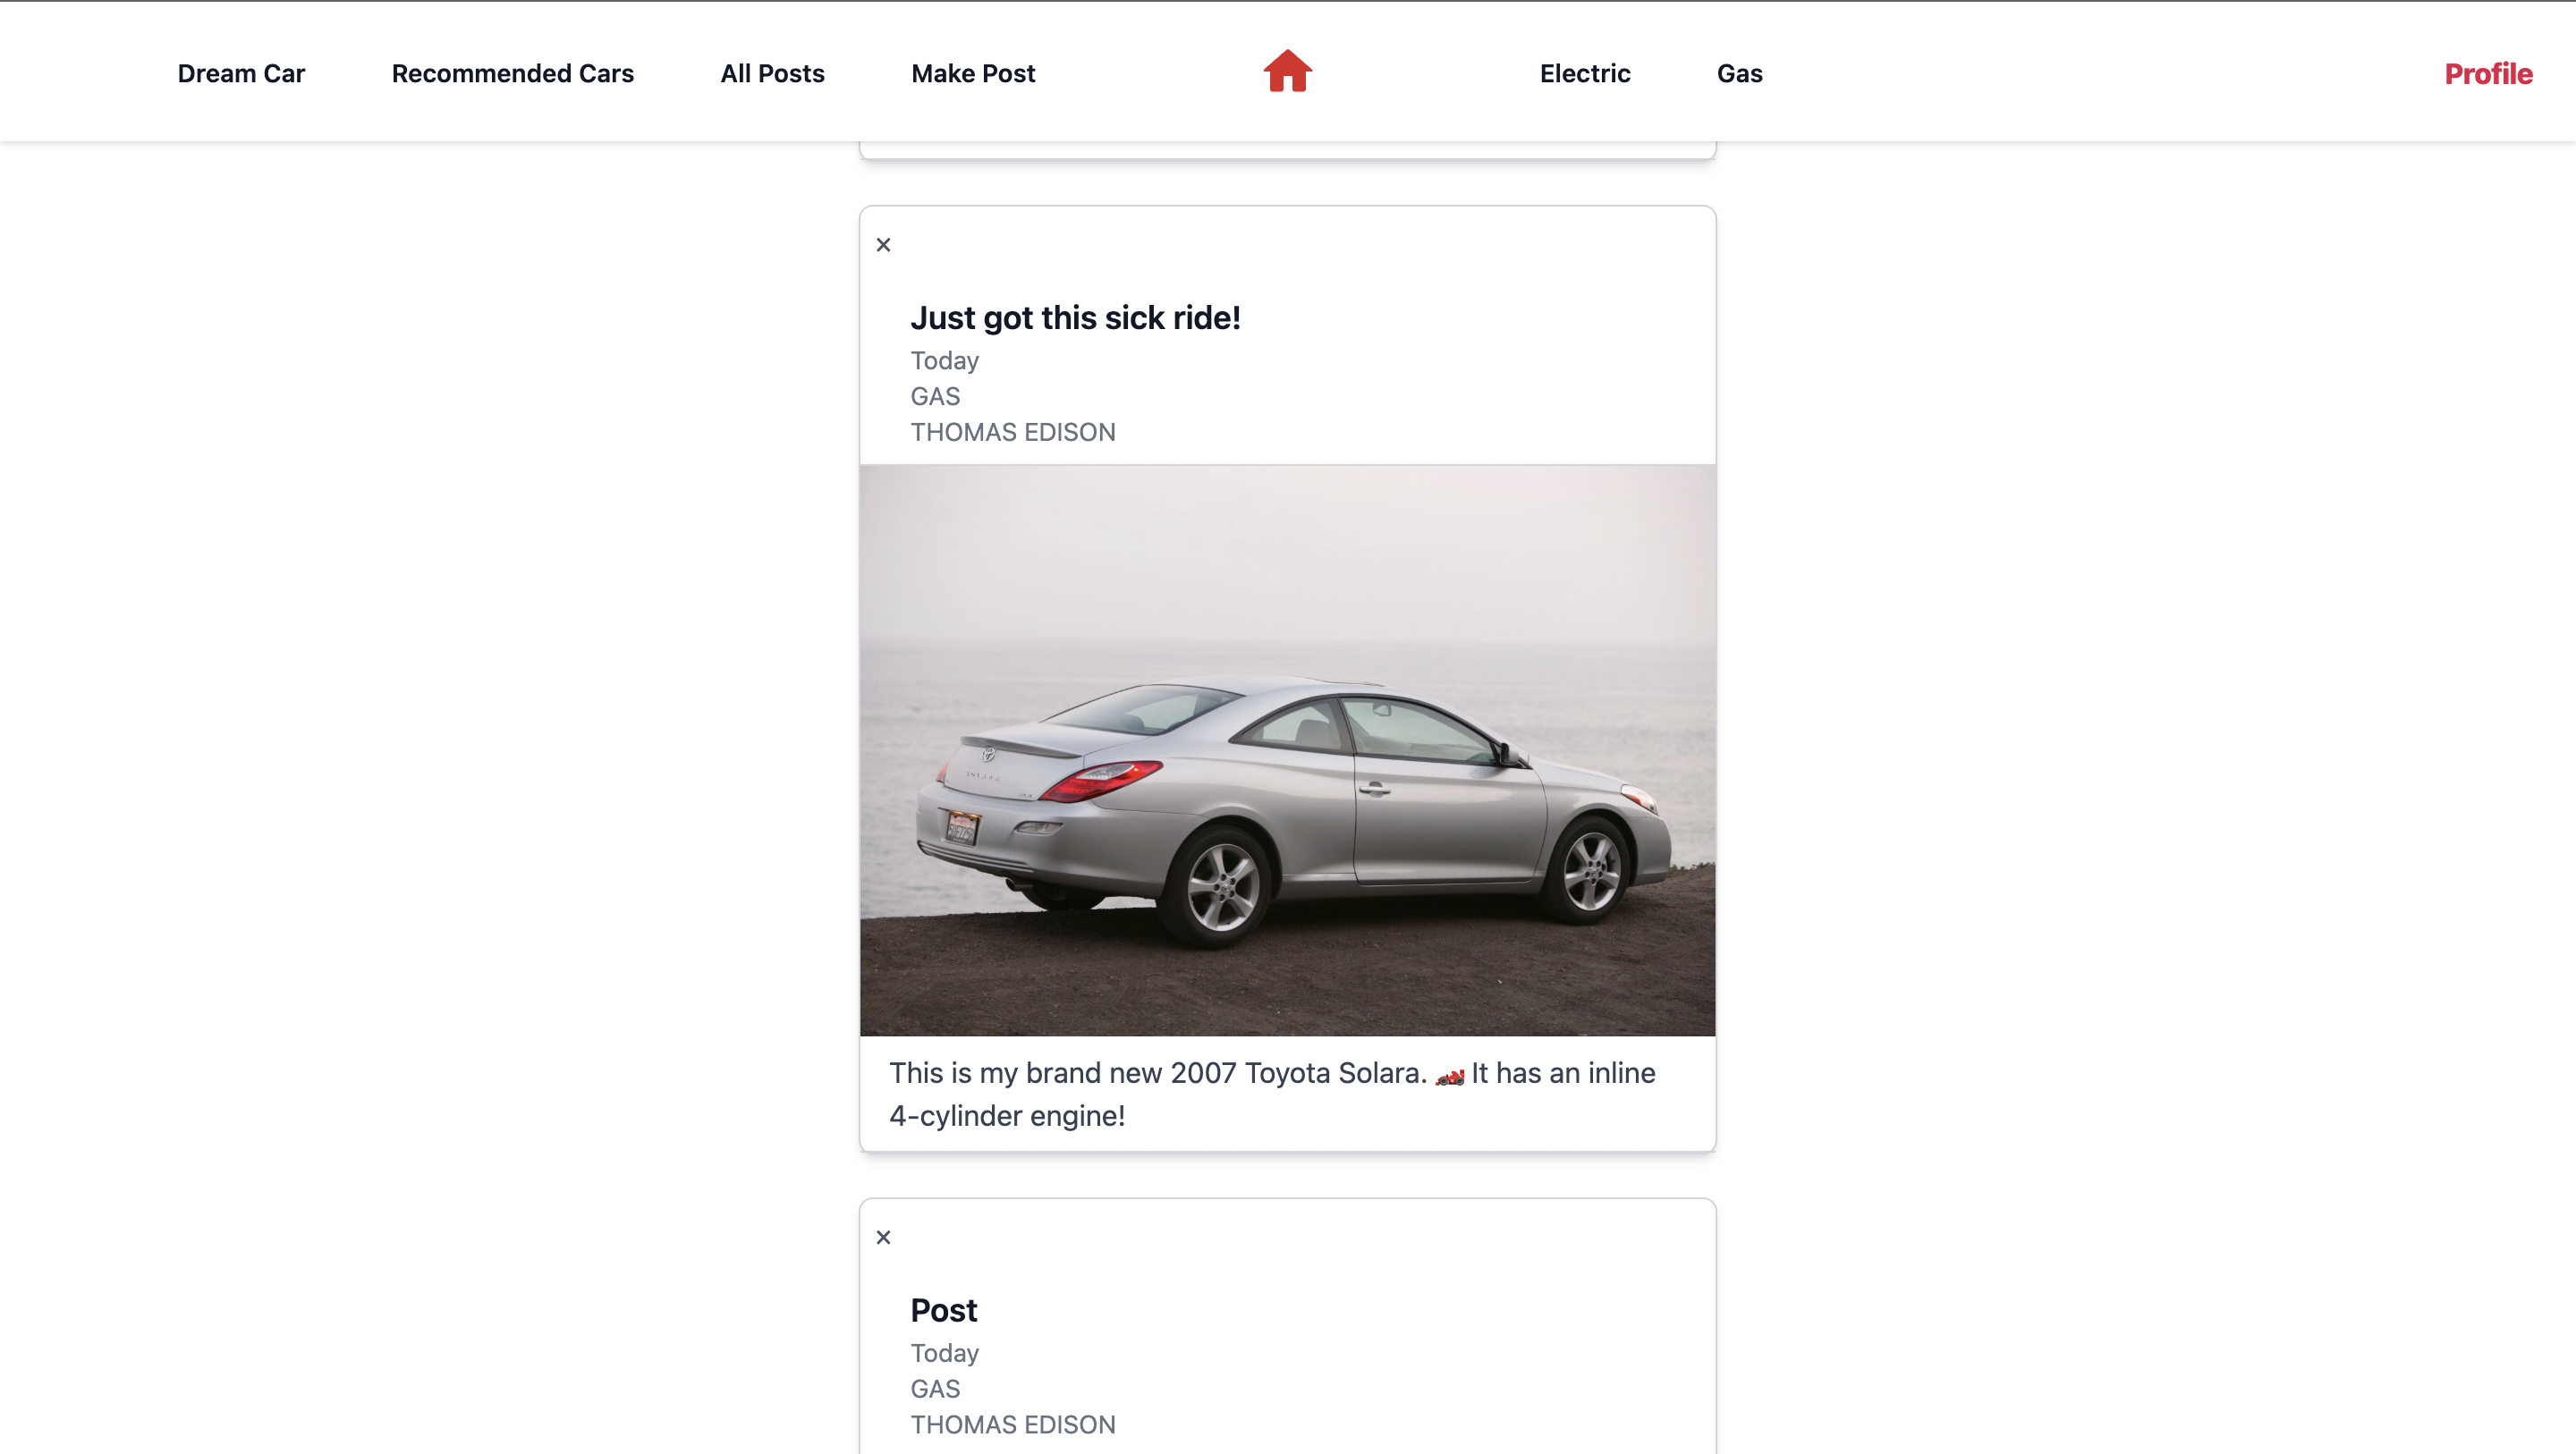 Dream Car
Recommended Cars
All Posts
Make Post
Electric
Gas
Profile
×
Just got this sick ride!
Today
GAS
THOMAS EDISON
SOLARA
This is my brand new 2007 Toyota Solara. 🏎️ It has an inline
4-cylinder engine!
×
Post
Today
GAS
THOMAS EDISON